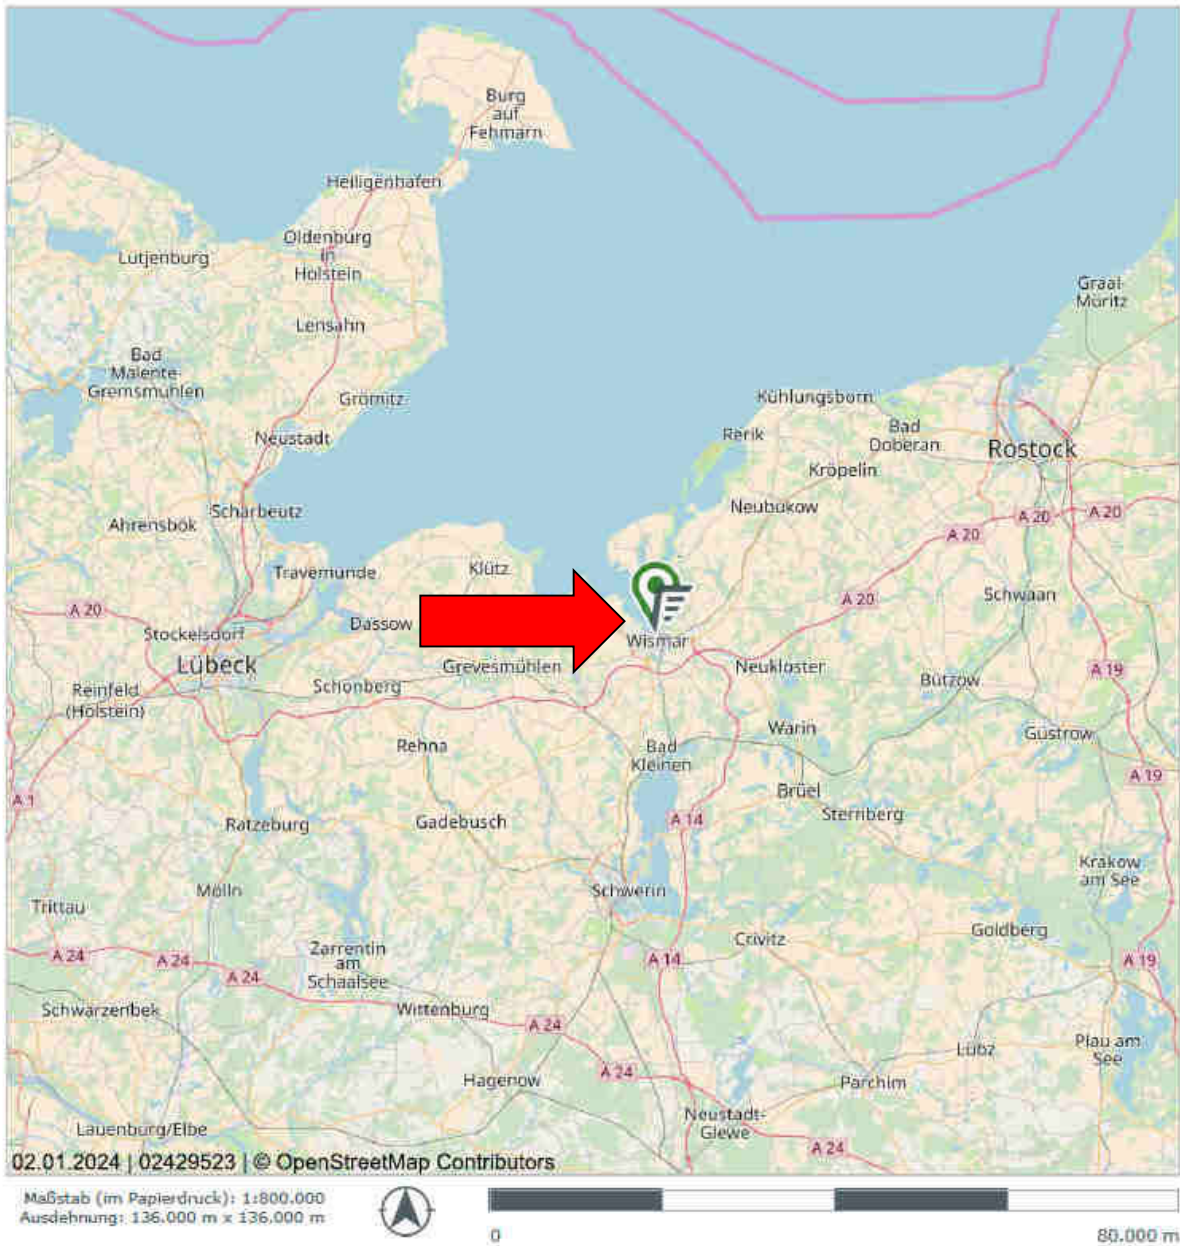 Burg
auf
Fehmarn
Heiligenhafen
Oldenburg
in
Holstein
Lutjenburg
Graal-
Müritz
Lensahn
Bad
Malente-
Gremsmuhlen
Grömitz
Kühlungsborn
Rerik
Bad
Doberan
Neustadt
Rostock
Kröpelin
Scharbeutz
Neubukow
A 20
A 20
Ahrensbök
A 20
Klütz
Travemunde
A 20
Schwaan
A 20
Dassow
Stockelsdorf
Wismar
Lübeck
Grevesmühlen
Neukloster
A 19
Schonberg
Bützow
Reinfeld
(Holstein)
Warin
Güstrow
Rehna
Bad
Kleinen
A 19
Brüel
A 1
Sternberg
Ratzeburg
Gadebusch
A 14
Krakow
am See
Mölln
Schwerin
Trittau
Goldberg
Crivitz
Zarrentin
am
Schaalsee
A 24
A 24
A 14
A 19
A 24
Schwarzenbek
Wittenburg
A 24
Plau am
See
Lubz
A 24
Hagenow
Parchim
Neustadt-
Glewe
Lauenburg/Elbe
A 24
02.01.2024 | 02429523 | © OpenStreetMap Contributors
Maßstab (im Papierdruck): 1:800.000
Ausdehnung: 136.000 m x 136.000 m
0
80.000 m